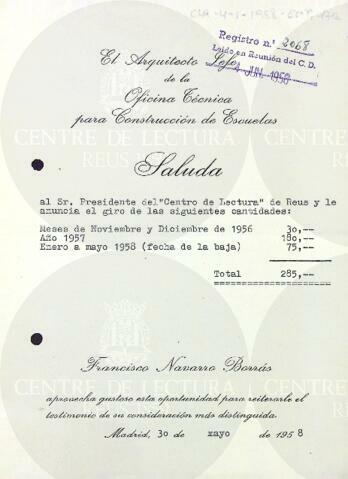 CLA-4-1-1958-
Registro n.º 2068
Leido en Reunión del C. D.
4 JUN. 1958
El Arquitecto Jefe
de la
Oficina Técnica
para Construcción de Escuelas
CENTRE DE LECTURA
REUS
Saluda
al Sr. Presidente del"Centro de Lectura" de Reus y le
anuncia el giro de las siguientes cantidades:
Meses de Noviembre y Diciembre de 1956 30,--
Año 1957 180,--
Enero a mayo 1958 (fecha de la baja) 75,--
Total 285,--
Francisco Navarro Borrás
CENTRE DE LECTURA
REUS
aprovecha gustoso esta oportunidad para reiterarle el
testimonio de su consideración más distinguida.
Madrid, 30 de mayo de 1958